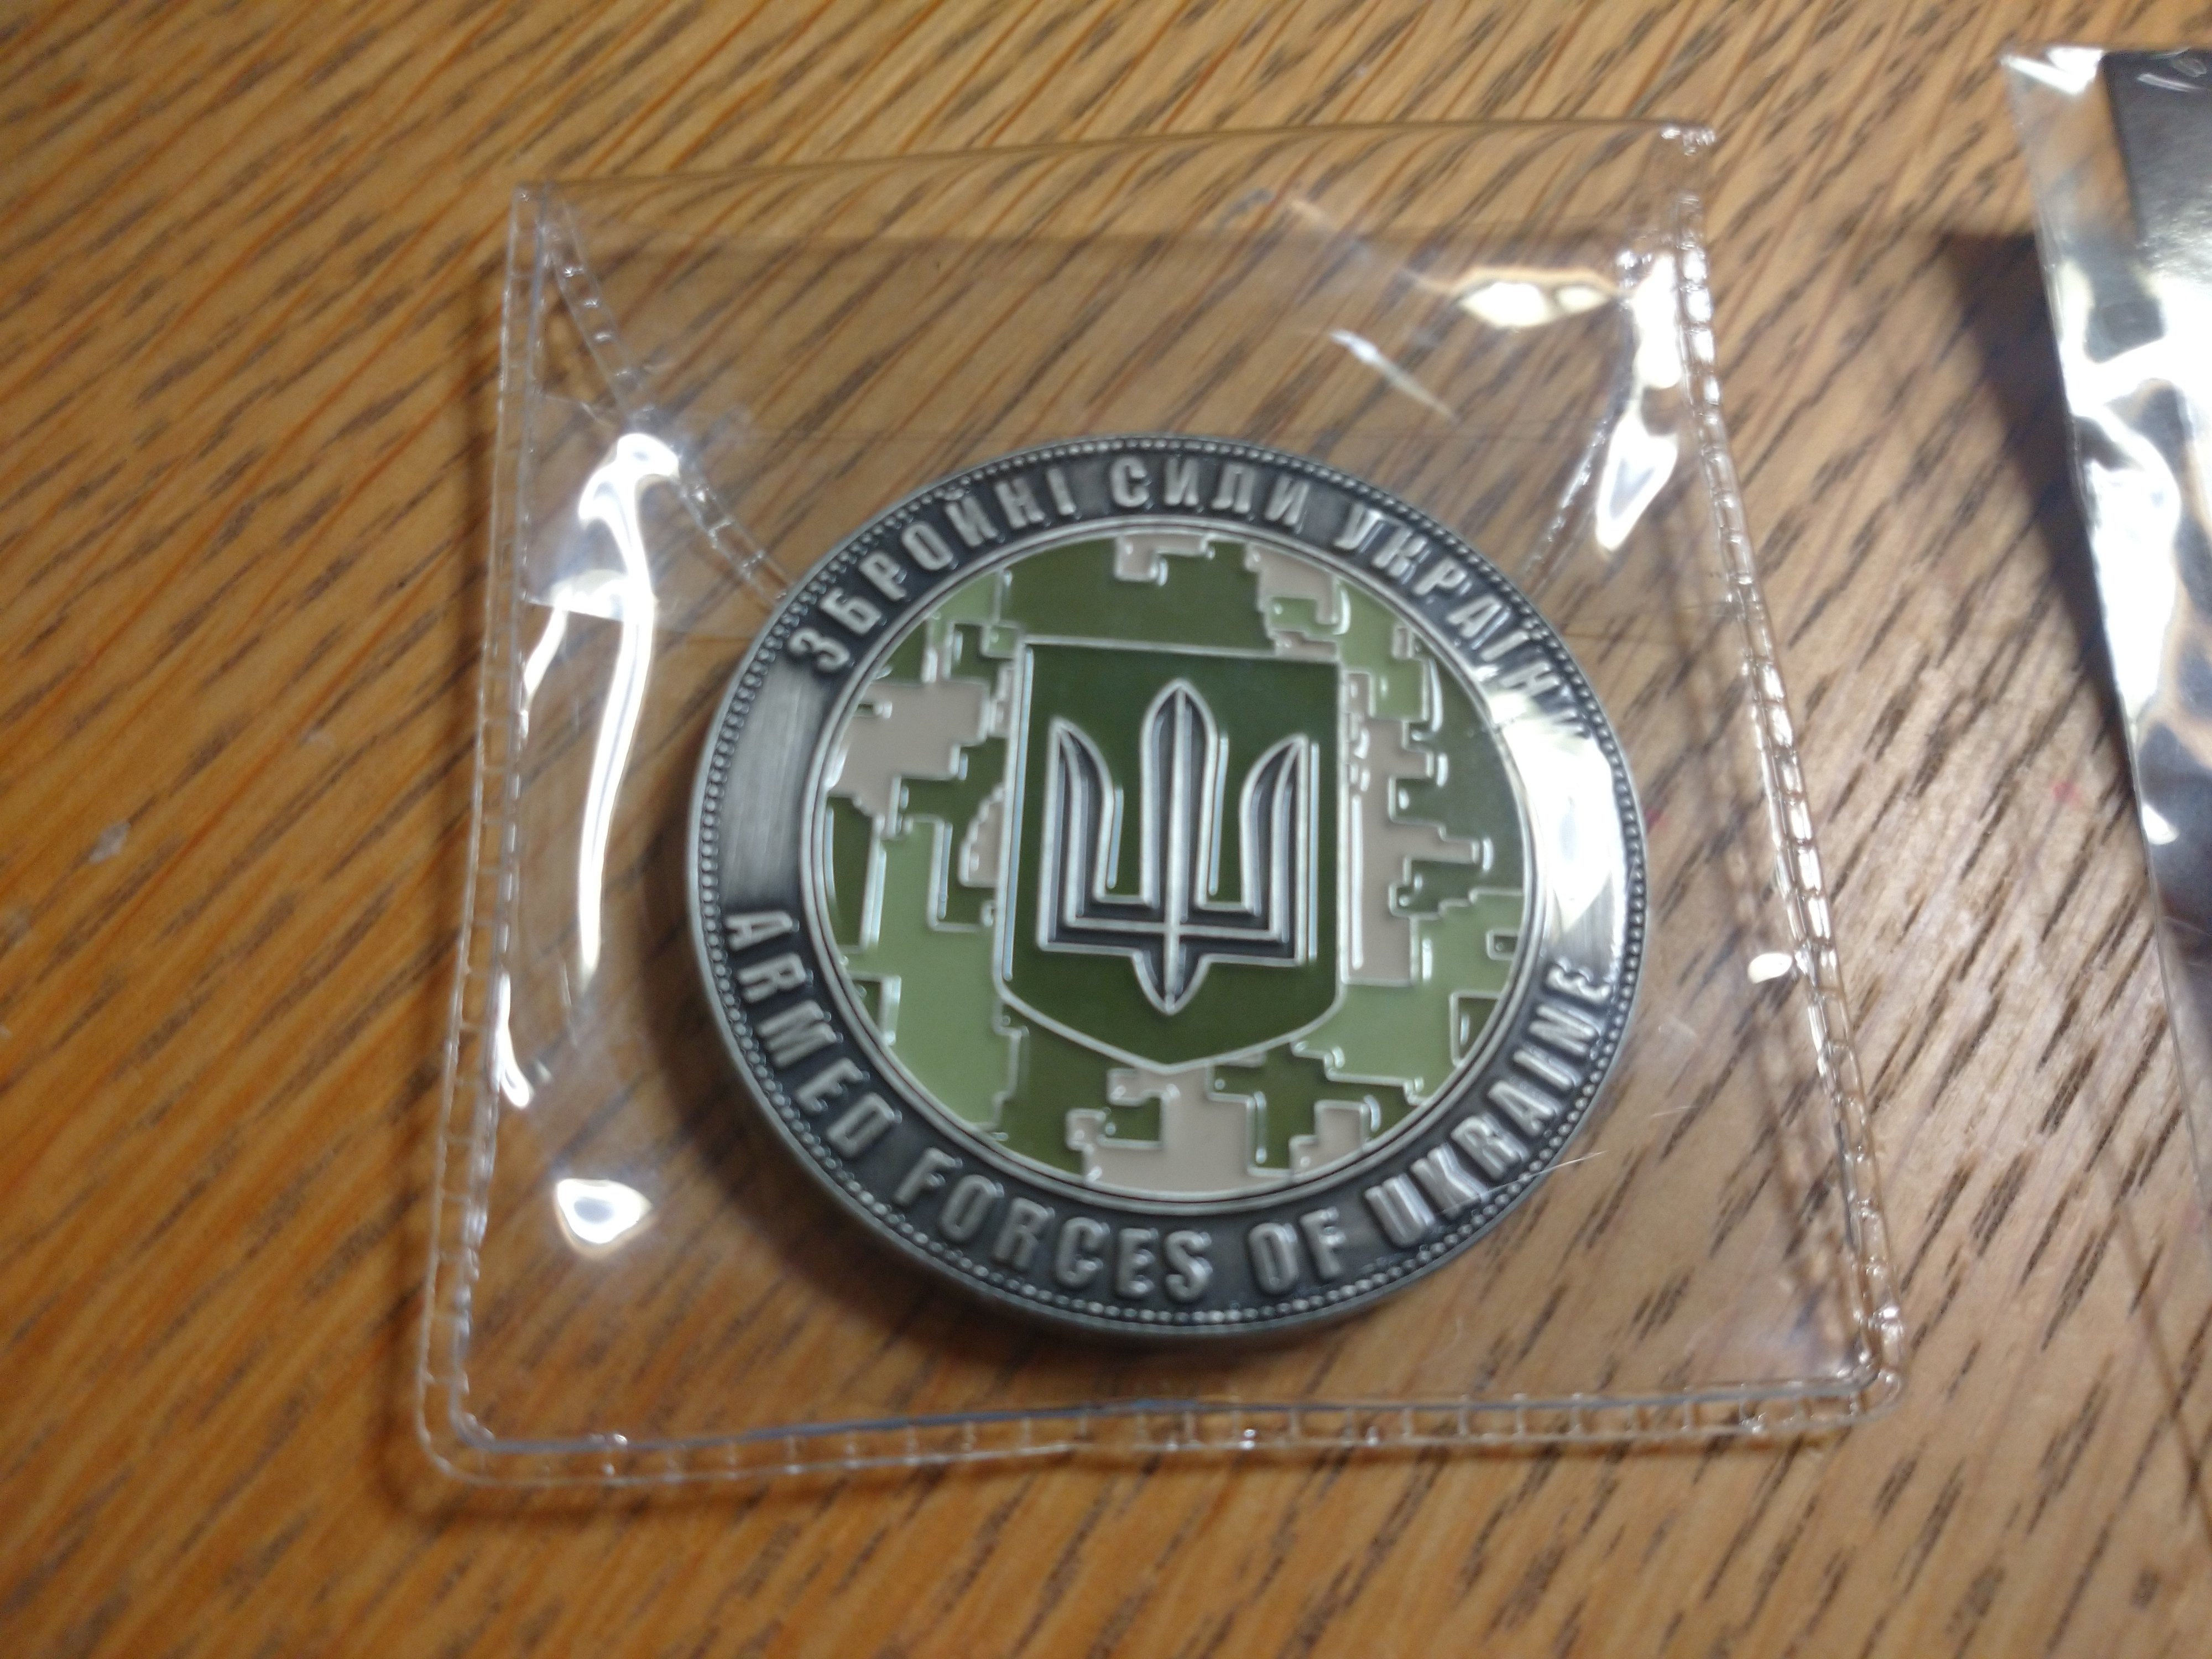 ЗБРОЙНІ СИЛИ УКРАЇНИ
ARMED FORCES OF UKRAINE